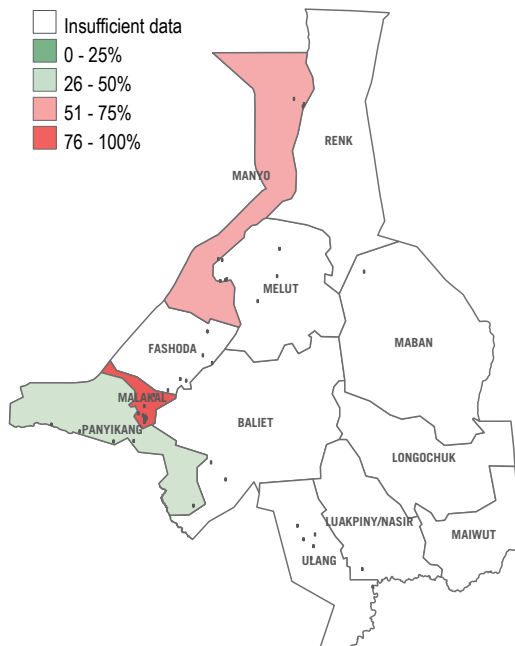 Insufficient data
0 - 25%
26 - 50%
51 - 75%
76 - 100%
RENK
MANYO
MELUT
MABAN
FASHODA
MALAKAL
PANYIKANG
BALIET
LONGOCHUK
LUAKPINY/NASIR
MAIWUT
ULANG